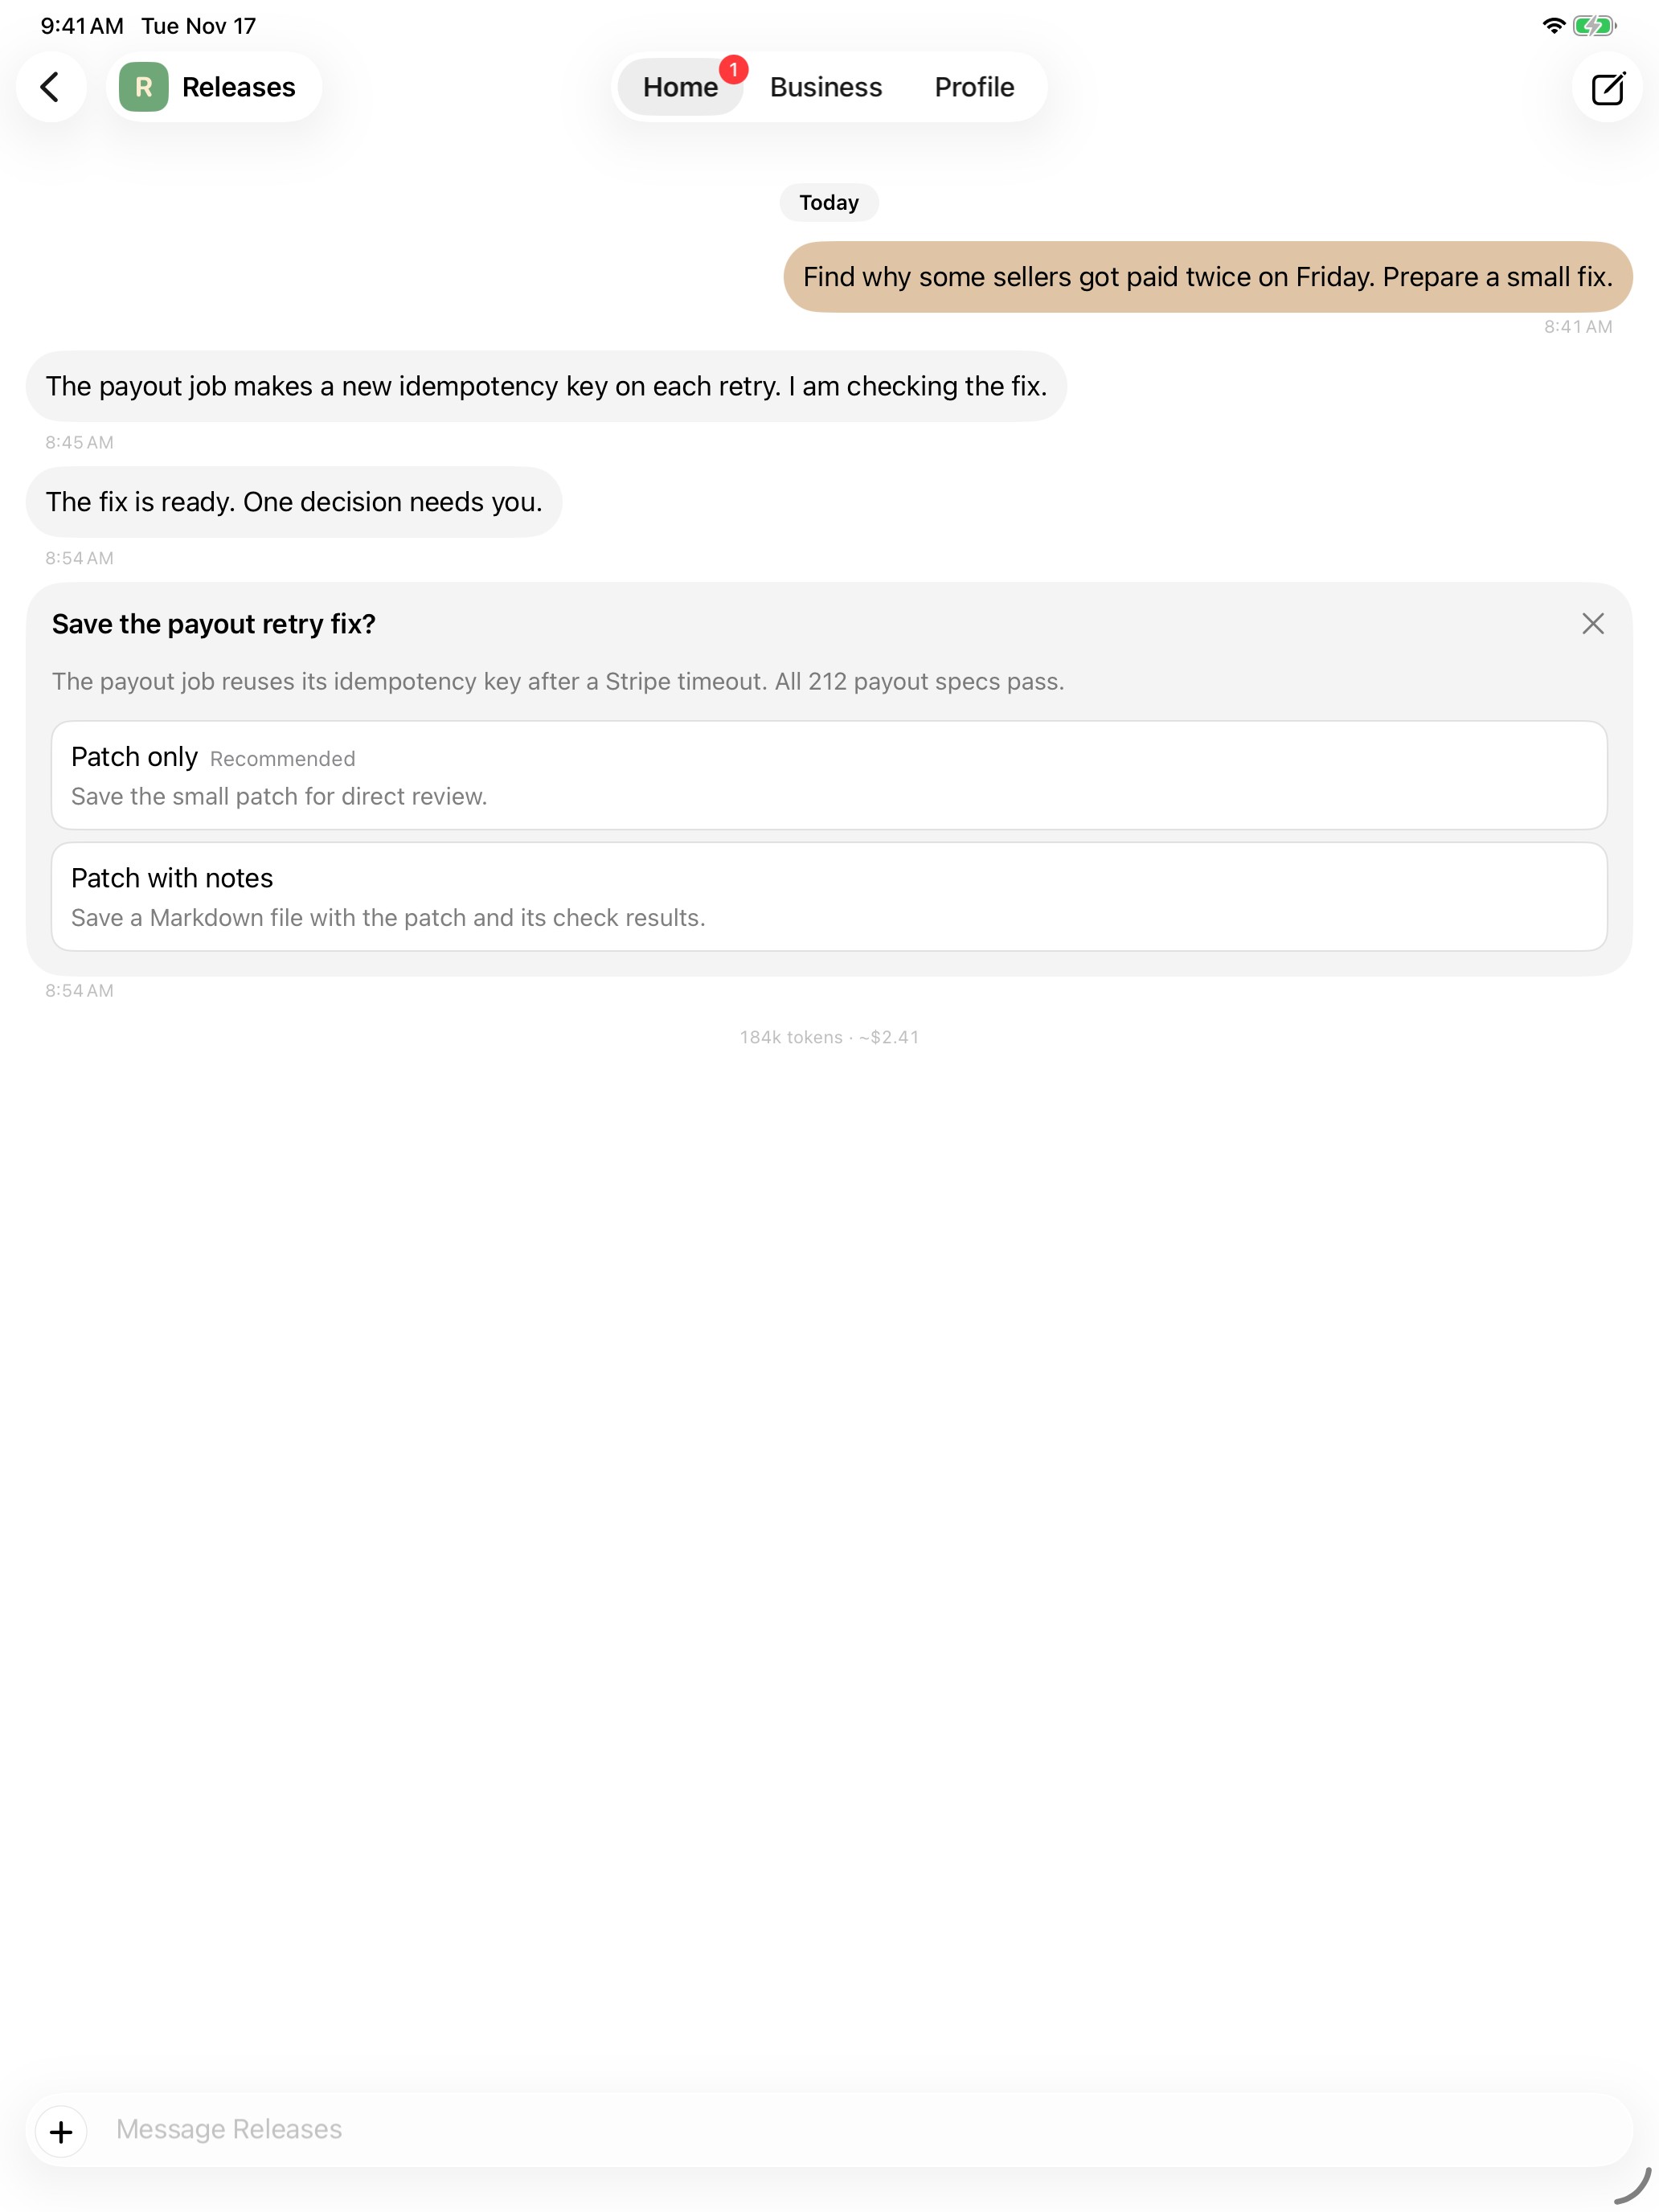 9:41 AM Tue Nov 17
R Releases
Home 1 Business Profile
Today
Find why some sellers got paid twice on Friday. Prepare a small fix.
8:41 AM
The payout job makes a new idempotency key on each retry. I am checking the fix.
8:45 AM
The fix is ready. One decision needs you.
8:54 AM
Save the payout retry fix?
The payout job reuses its idempotency key after a Stripe timeout. All 212 payout specs pass.
Patch only Recommended
Save the small patch for direct review.
Patch with notes
Save a Markdown file with the patch and its check results.
8:54 AM
184k tokens · ~$2.41
Message Releases